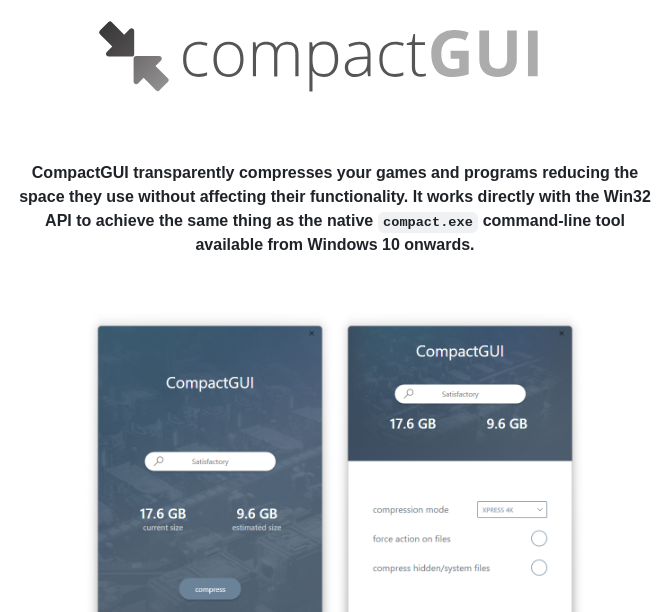 compactGUI
CompactGUI transparently compresses your games and programs reducing the
space they use without affecting their functionality. It works directly with the Win32
API to achieve the same thing as the native compact.exe command-line tool
available from Windows 10 onwards.
CompactGUI
Satisfactory
17.6 GB 9.6 GB
current size estimated size
compress
CompactGUI
Satisfactory
17.6 GB 9.6 GB
compression mode XPRESS 4K
force action on files
compress hidden/system files